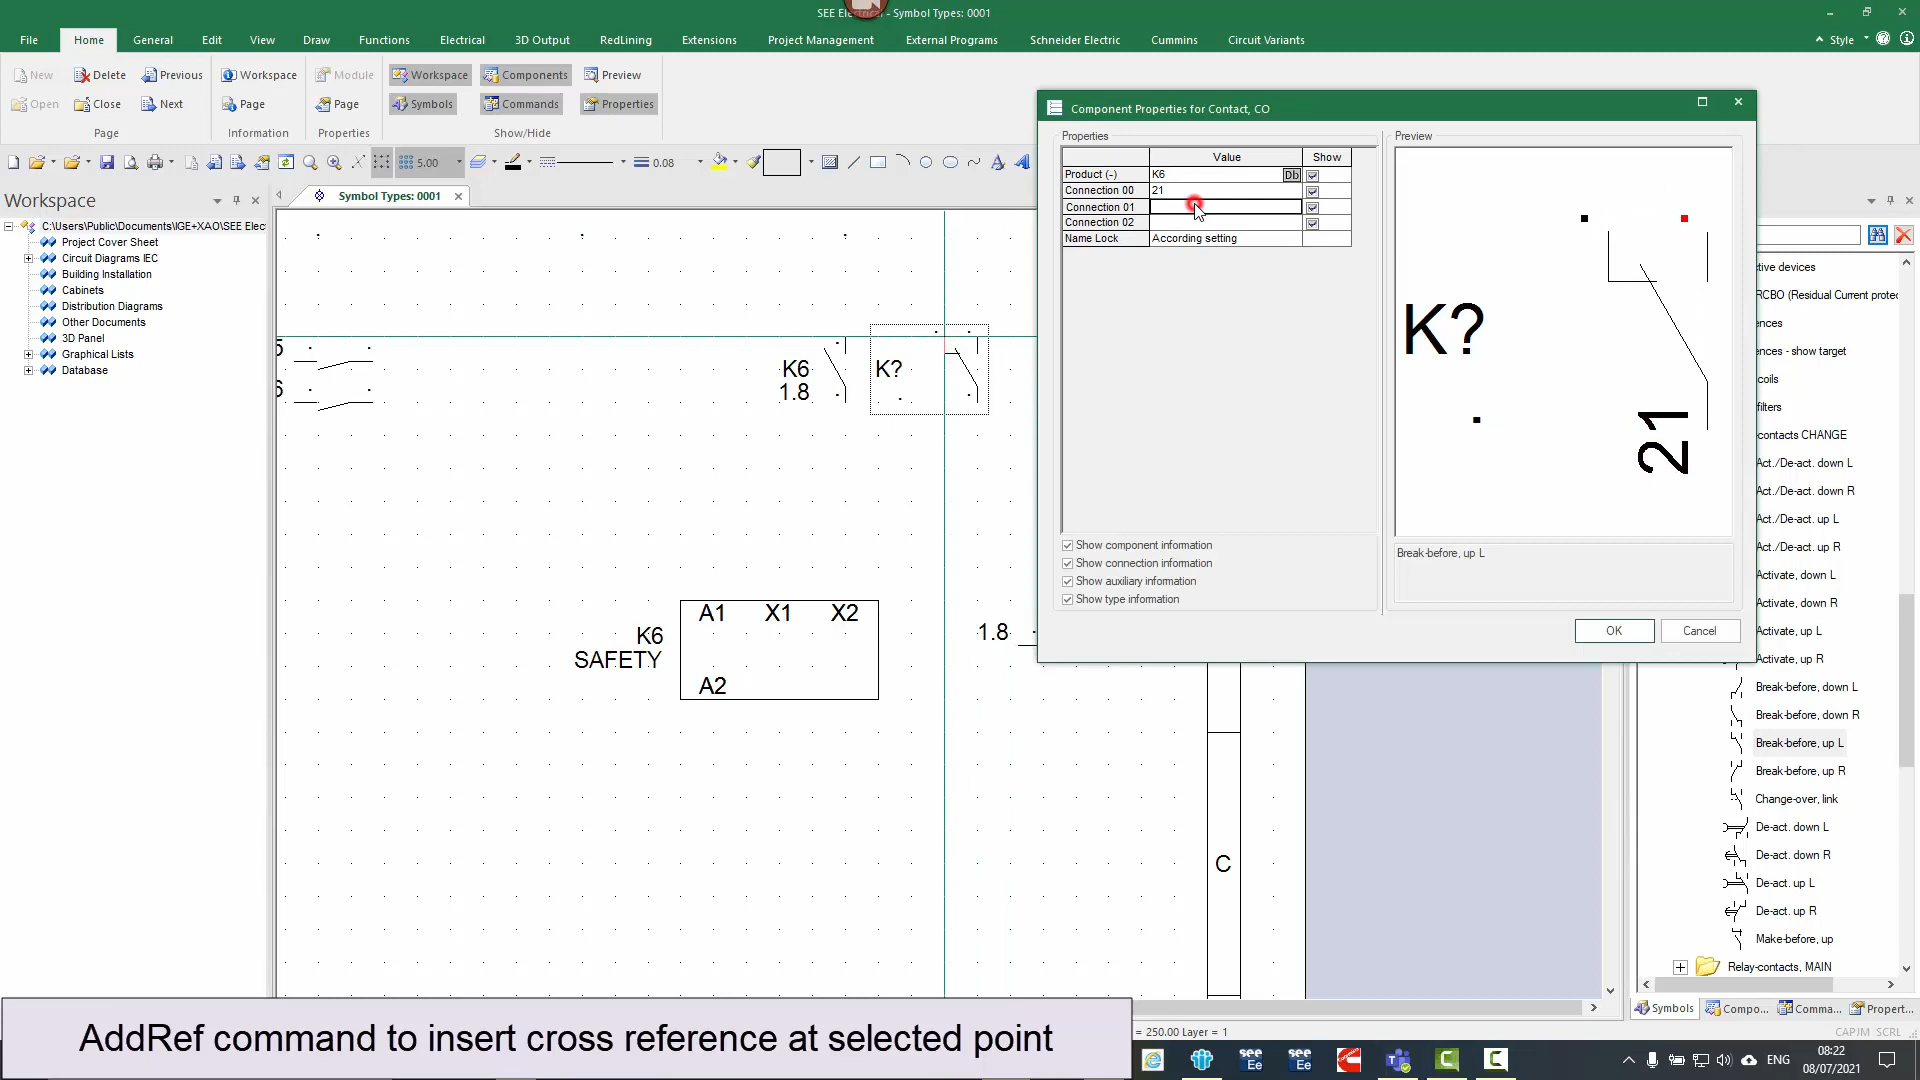 SEE Electrical - Symbol Types: 0001
File Home General Edit View Draw Functions Electrical 3D Output RedLining Extensions Project Management External Programs Schneider Electric Cummins Circuit Variants Style
New Delete Previous Workspace Module Workspace Components Preview
Open Close Next Page Page Symbols Commands Properties
Page Information Properties Show/Hide
5.00 0.08
Workspace
Symbol Types: 0001
C:\Users\Public\Documents\IGE+XAO\SEE Elect
Project Cover Sheet
Circuit Diagrams IEC
Building Installation
Cabinets
Distribution Diagrams
Other Documents
3D Panel
Graphical Lists
Database
K6
1.8
K?
K6
SAFETY
A1 X1 X2
A2
1.8
C
Component Properties for Contact, CO
Properties
Value Show
Product (-) K6 Db
Connection 00 21
Connection 01
Connection 02
Name Lock According setting
Show component information
Show connection information
Show auxiliary information
Show type information
Preview
K?
21
Break-before, up L
OK Cancel
ctive devices
RCBO (Residual Current protec
ences
ences - show target
coils
filters
contacts CHANGE
Act./De-act. down L
Act./De-act. down R
Act./De-act. up L
Act./De-act. up R
Activate, down L
Activate, down R
Activate, up L
Activate, up R
Break-before, down L
Break-before, down R
Break-before, up L
Break-before, up R
Change-over, link
De-act. down L
De-act. down R
De-act. up L
De-act. up R
Make-before, up
Relay-contacts, MAIN
Symbols Compo... Comma... Propert...
= 250.00 Layer = 1
CAPJM SCRL
AddRef command to insert cross reference at selected point
see Ee see Ee
ENG
08:22
08/07/2021